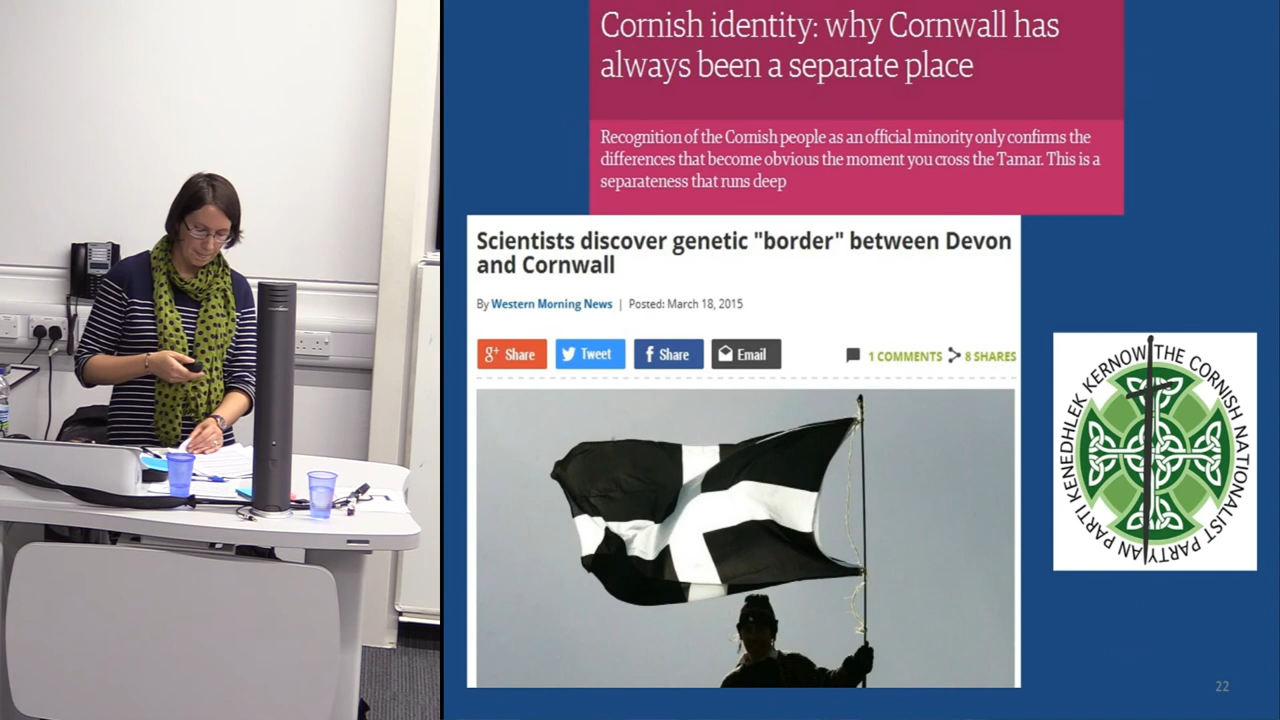 Cornish identity: why Cornwall has
always been a separate place
Recognition of the Cornish people as an official minority only confirms the
differences that become obvious the moment you cross the Tamar. This is a
separateness that runs deep
Scientists discover genetic "border" between Devon
and Cornwall
By Western Morning News | Posted: March 18, 2015
g+ Share
Tweet
f Share
Email
1 COMMENTS
8 SHARES
AN PARTI KENEDHLEK KERNOW THE CORNISH NATIONALIST PARTY
22